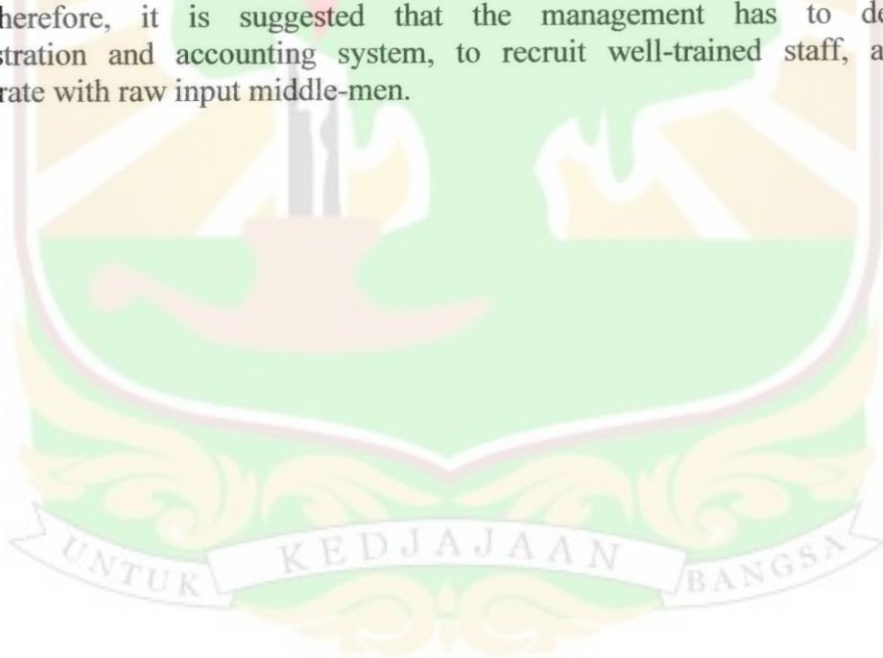 herefore, it is suggested that the management has to de
stration and accounting system, to recruit well-trained staff, a
rate with raw input middle-men.
UNTUK KEDJAJAAN BANGSA